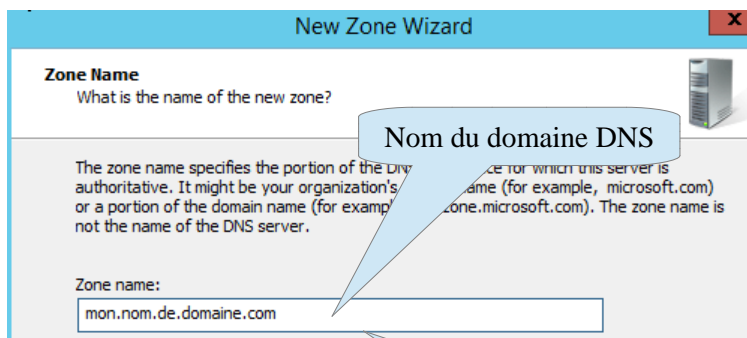 New Zone Wizard
x
Zone Name
What is the name of the new zone?
Nom du domaine DNS
The zone name specifies the portion of the DN ce for which this server is
authoritative. It might be your organization's ame (for example, microsoft.com)
or a portion of the domain name (for exampl zone.microsoft.com). The zone name is
not the name of the DNS server.
Zone name:
mon.nom.de.domaine.com